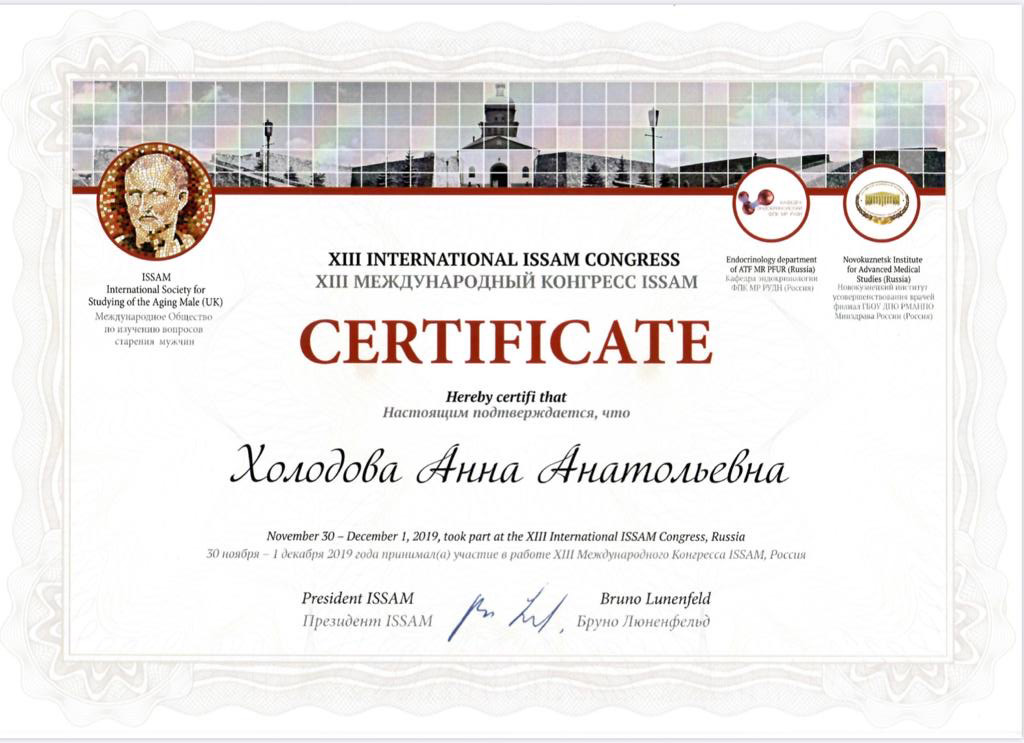 ISSAM
International Society for
Studying of the Aging Male (UK)
Международное Общество
по изучению вопросов
старения мужчин
XIII INTERNATIONAL ISSAM CONGRESS
XIII МЕЖДУНАРОДНЫЙ КОНГРЕСС ISSAM
КАФЕДРА
ЭНДОКРИНОЛОГИИ
ФПК МР РУДН
Endocrinology department
of ATF MR PFUR (Russia)
Кафедра эндокринологии
ФПК МР РУДН (Россия)
Novokuznetsk Institute
for Advanced Medical
Studies (Russia)
Новокузнецкий институт
усовершенствования врачей
филиал ГБОУ ДПО РМАНПО
Минздрава России (Россия)
CERTIFICATE
Hereby certifi that
Настоящим подтверждается, что
Холодова Анна Анатольевна
November 30 – December 1, 2019, took part at the XIII International ISSAM Congress, Russia
30 ноября – 1 декабря 2019 года принимал(а) участие в работе XIII Международного Конгресса ISSAM, Россия
President ISSAM
Bruno Lunenfeld
Президент ISSAM
Бруно Люненфельд